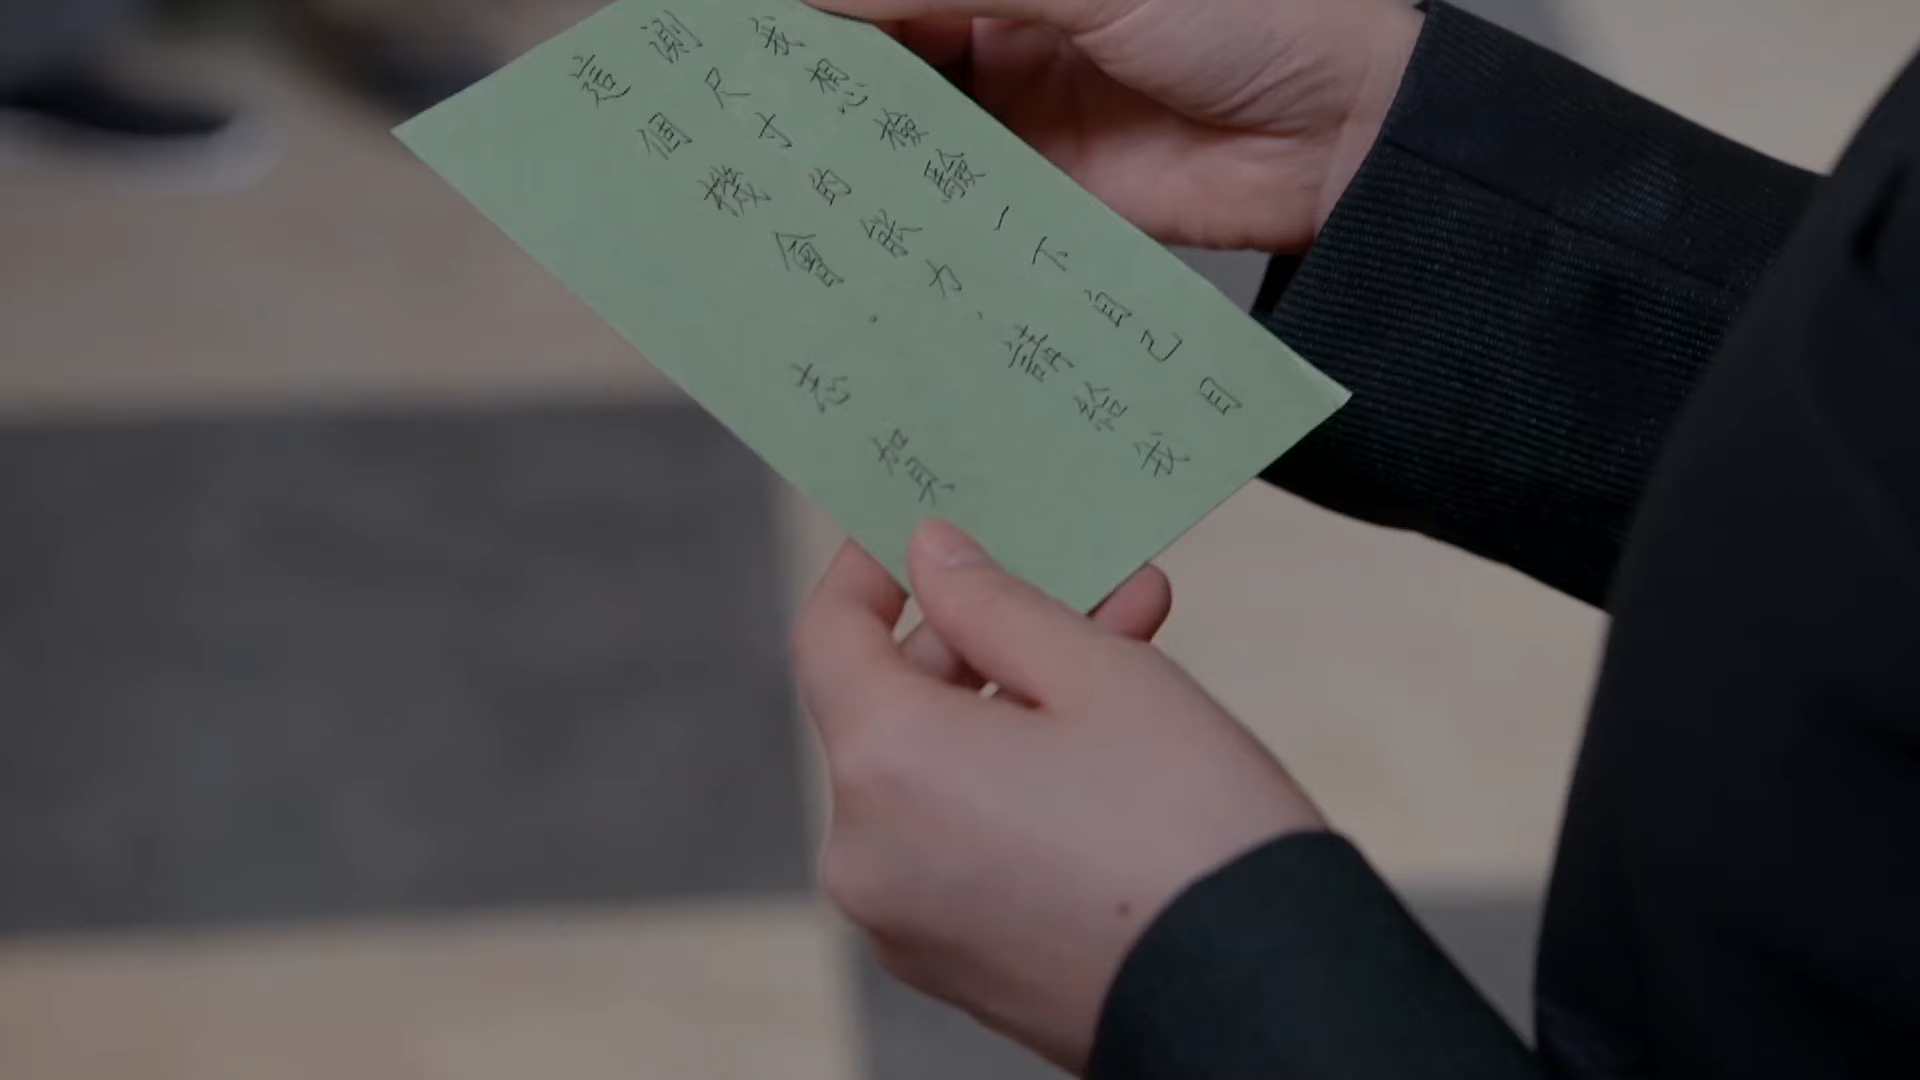 我想檢驗一下自己目
測尺寸的能力、請給我
這個機會。
志賀